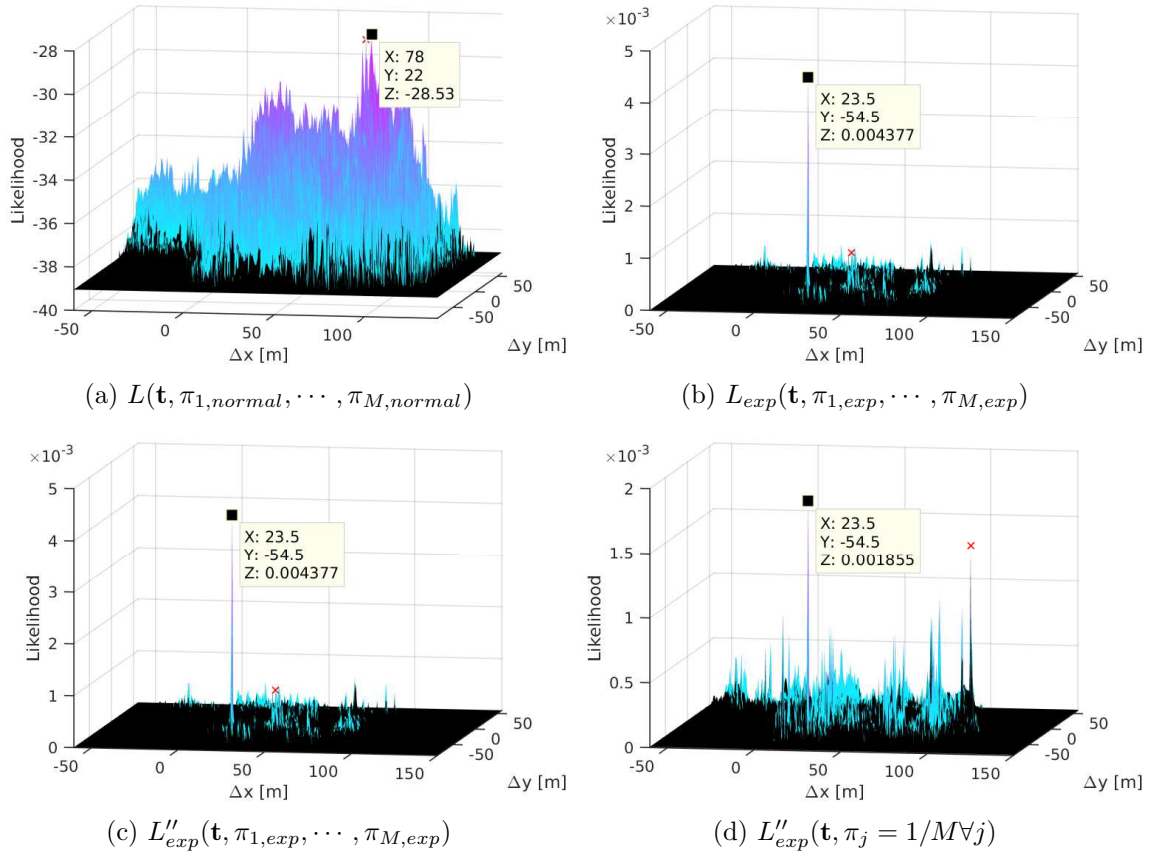 -28
-30
-32
-34
-36
-38
-40
Likelihood
X: 78
Y: 22
Z: -28.53
-50
0
50
100
Δx [m]
-50
0
50
Δy [m]
(a) L(t, π1,normal, ⋯ , πM,normal)
×10-3
5
4
3
2
1
0
Likelihood
X: 23.5
Y: -54.5
Z: 0.004377
-50
0
50
100
150
Δx [m]
-50
0
50
Δy [m]
(b) Lexp(t, π1,exp, ⋯ , πM,exp)
×10-3
5
4
3
2
1
0
Likelihood
X: 23.5
Y: -54.5
Z: 0.004377
-50
0
50
100
150
Δx [m]
-50
0
50
Δy [m]
(c) L″exp(t, π1,exp, ⋯ , πM,exp)
×10-3
2
1.5
1
0.5
0
Likelihood
X: 23.5
Y: -54.5
Z: 0.001855
-50
0
50
100
150
Δx [m]
-50
0
50
Δy [m]
(d) L″exp(t, πj = 1/M∀j)